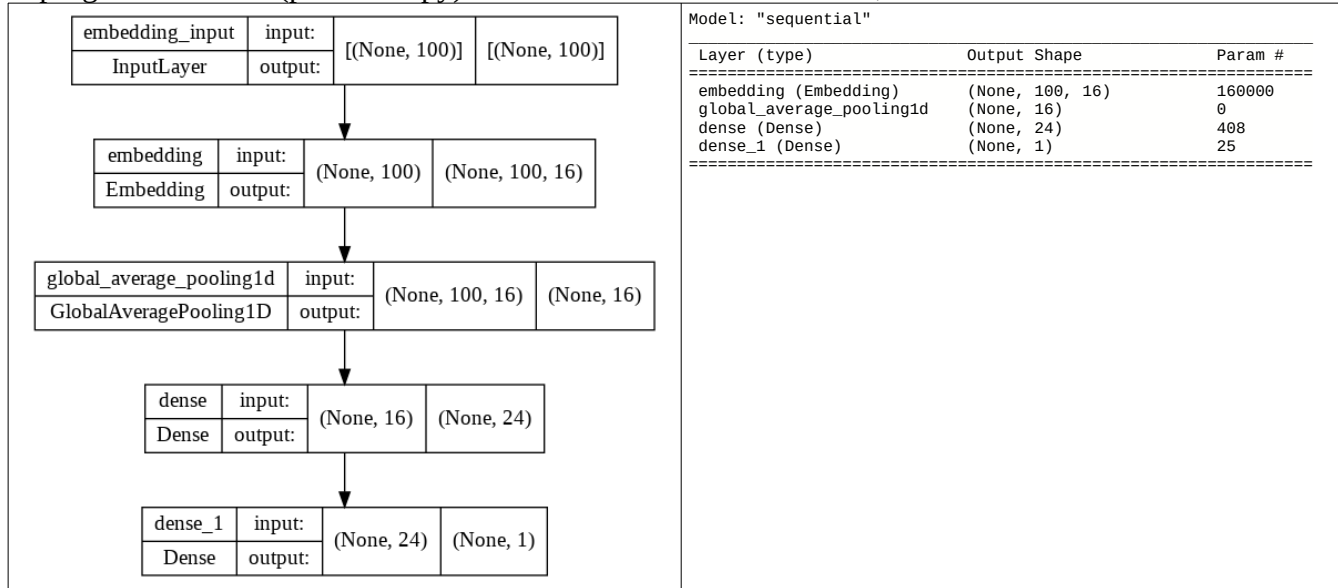 embedding_input input: [(None, 100)] [(None, 100)]
InputLayer output:
embedding input: (None, 100) (None, 100, 16)
Embedding output:
global_average_pooling1d input: (None, 100, 16) (None, 16)
GlobalAveragePooling1D output:
dense input: (None, 16) (None, 24)
Dense output:
dense_1 input: (None, 24) (None, 1)
Dense output:
Model: "sequential"
Layer (type) Output Shape Param #
=================================================================
embedding (Embedding) (None, 100, 16) 160000
global_average_pooling1d (None, 16) 0
dense (Dense) (None, 24) 408
dense_1 (Dense) (None, 1) 25
=================================================================